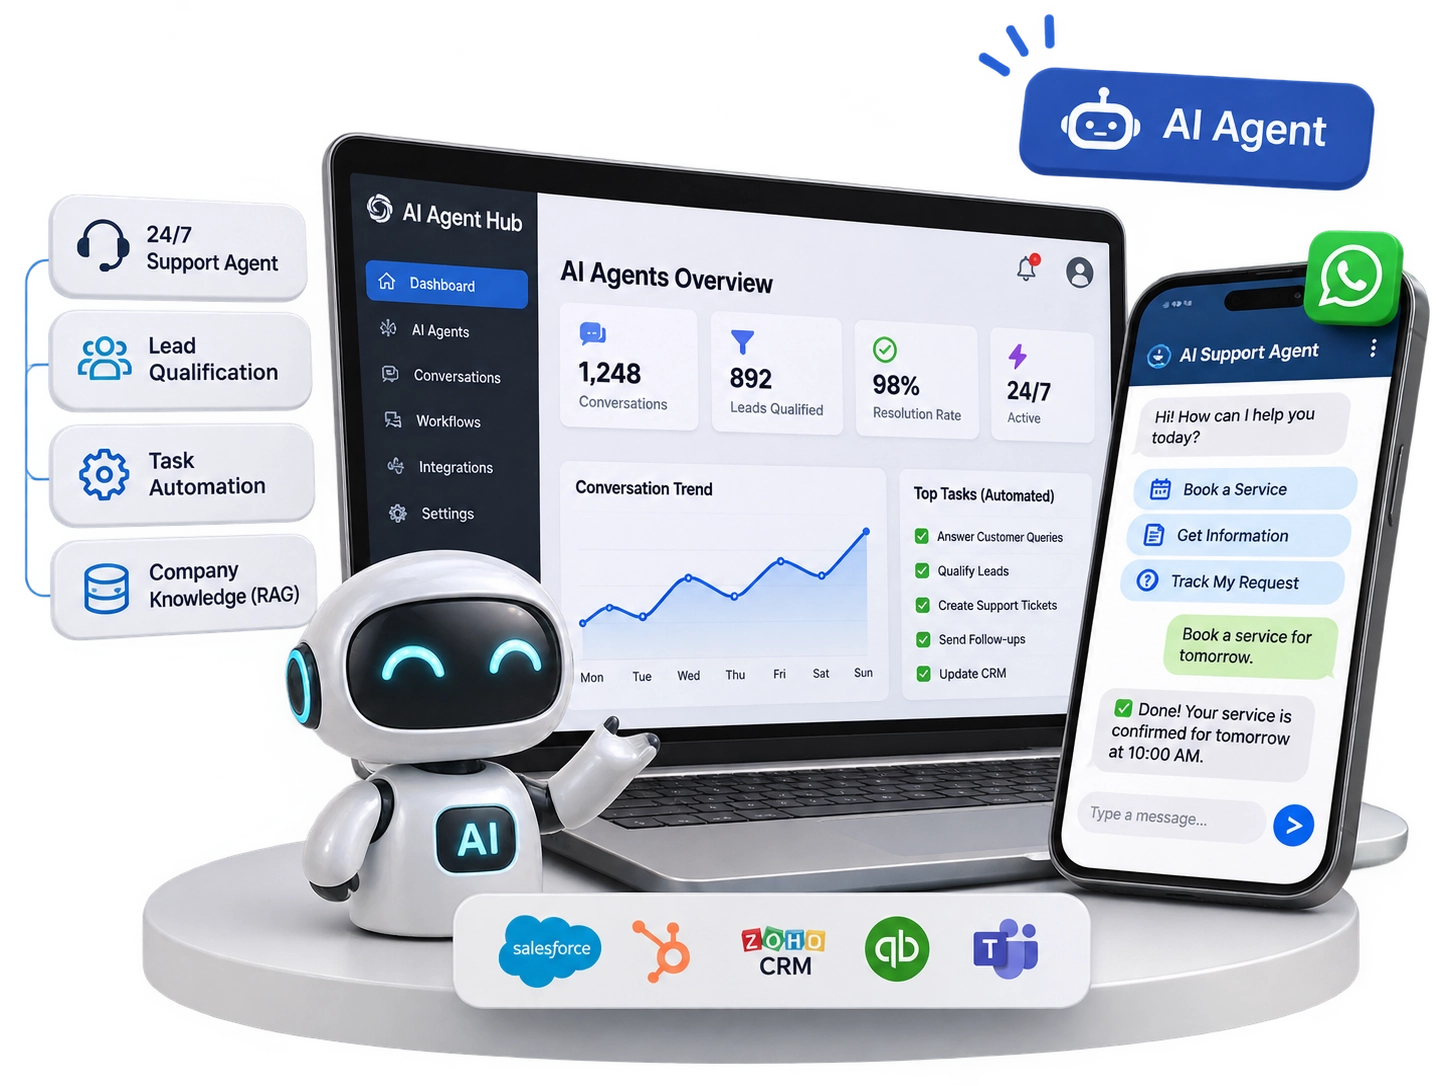 AI Agent
24/7
Support Agent
Lead
Qualification
Task
Automation
Company
Knowledge (RAG)
AI Agent Hub
Dashboard
AI Agents
Conversations
Workflows
Integrations
Settings
AI Agents Overview
1,248
Conversations
892
Leads Qualified
98%
Resolution Rate
24/7
Active
Conversation Trend
Mon Tue Wed Thu Fri Sat Sun
Top Tasks (Automated)
Answer Customer Queries
Qualify Leads
Create Support Tickets
Send Follow-ups
Update CRM
AI Support Agent
Hi! How can I help you
today?
Book a Service
Get Information
Track My Request
Book a service for
tomorrow.
Done! Your service is
confirmed for tomorrow
at 10:00 AM.
Type a message...
AI
salesforce
ZOHO
CRM
qb
T